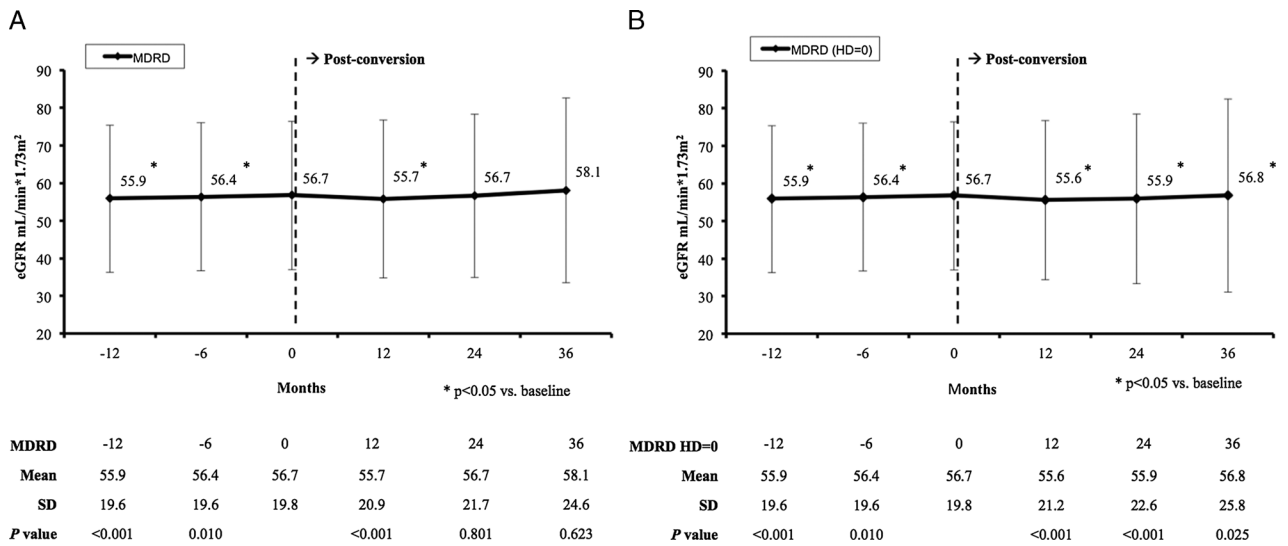 A
MDRD
→ Post-conversion
eGFR mL/min*1.73m²
90
80
70
60
50
40
30
20
55.9 *
56.4 *
56.7
55.7 *
56.7
58.1
-12 -6 0 12 24 36
Months
* p<0.05 vs. baseline
MDRD -12 -6 0 12 24 36
Mean 55.9 56.4 56.7 55.7 56.7 58.1
SD 19.6 19.6 19.8 20.9 21.7 24.6
P value <0.001 0.010 <0.001 0.801 0.623
B
MDRD (HD=0)
→ Post-conversion
eGFR mL/min*1.73m²
90
80
70
60
50
40
30
20
55.9 *
56.4 *
56.7
55.6 *
55.9 *
56.8 *
-12 -6 0 12 24 36
Months
* p<0.05 vs. baseline
MDRD HD=0 -12 -6 0 12 24 36
Mean 55.9 56.4 56.7 55.6 55.9 56.8
SD 19.6 19.6 19.8 21.2 22.6 25.8
P value <0.001 0.010 <0.001 <0.001 0.025